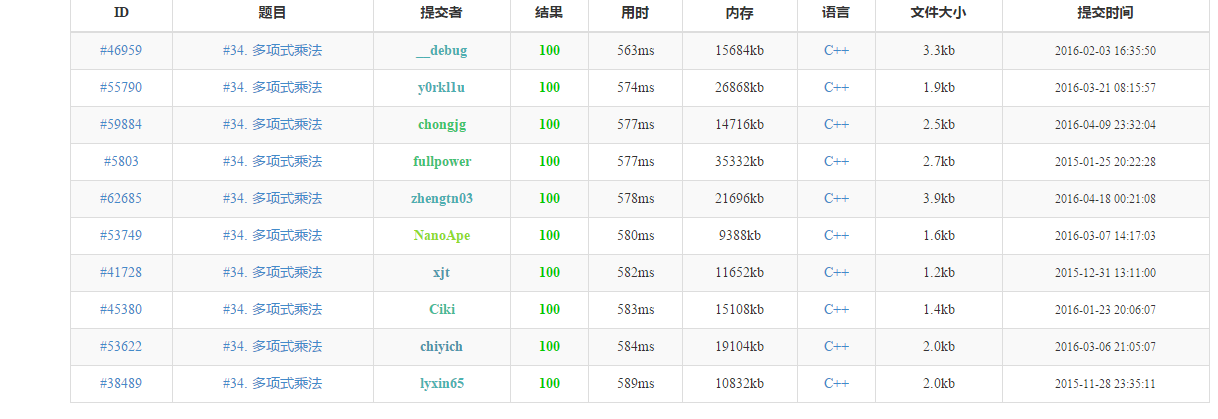 ID 题目 提交者 结果 用时 内存 语言 文件大小 提交时间
#46959 #34. 多项式乘法 __debug 100 563ms 15684kb C++ 3.3kb 2016-02-03 16:35:50
#55790 #34. 多项式乘法 y0rkl1u 100 574ms 26868kb C++ 1.9kb 2016-03-21 08:15:57
#59884 #34. 多项式乘法 chongjg 100 577ms 14716kb C++ 2.5kb 2016-04-09 23:32:04
#5803 #34. 多项式乘法 fullpower 100 577ms 35332kb C++ 2.7kb 2015-01-25 20:22:28
#62685 #34. 多项式乘法 zhengtn03 100 578ms 21696kb C++ 3.9kb 2016-04-18 00:21:08
#53749 #34. 多项式乘法 NanoApe 100 580ms 9388kb C++ 1.6kb 2016-03-07 14:17:03
#41728 #34. 多项式乘法 xjt 100 582ms 11652kb C++ 1.2kb 2015-12-31 13:11:00
#45380 #34. 多项式乘法 Ciki 100 583ms 15108kb C++ 1.4kb 2016-01-23 20:06:07
#53622 #34. 多项式乘法 chiyich 100 584ms 19104kb C++ 2.0kb 2016-03-06 21:05:07
#38489 #34. 多项式乘法 lyxin65 100 589ms 10832kb C++ 2.0kb 2015-11-28 23:35:11